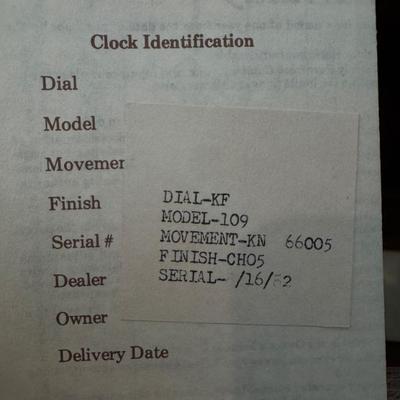 Clock Identification
Dial
Model
Movemen
Finish
Serial #
Dealer
Owner
Delivery Date
DIAL-KF
MODEL-109
MOVEMENT-KN 66005
FINISH-CH05
SERIAL- /16/ 2